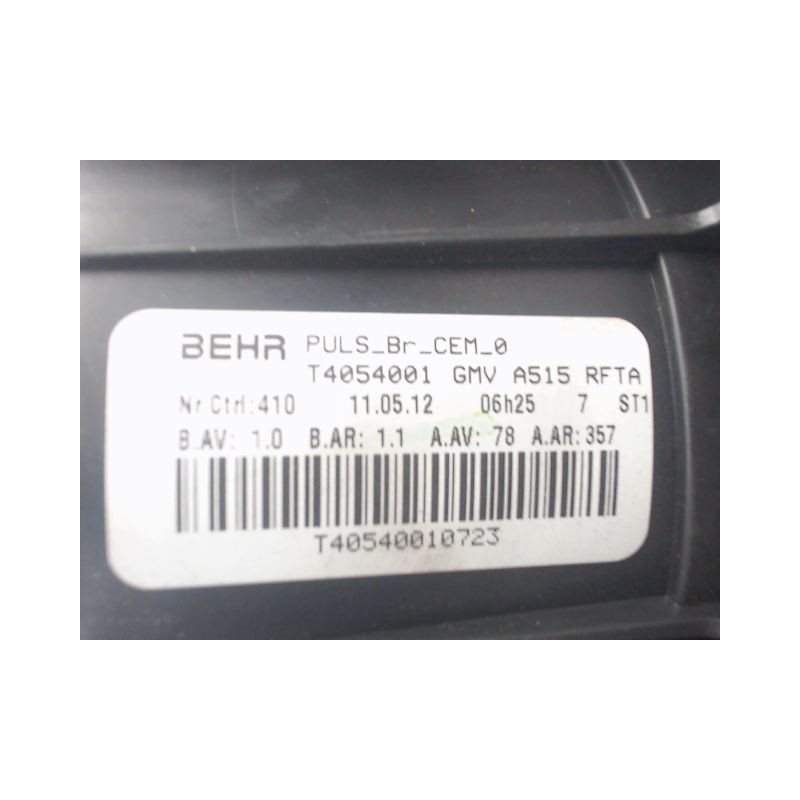 BEHR PULS_Br_CEM_0
T4054001 GMV A515 RFTA
Nr Ctrl:410 11.05.12 06h25 7 ST1
B.AV: 1.0 B.AR: 1.1 A.AV: 78 A.AR: 357
T40540010723